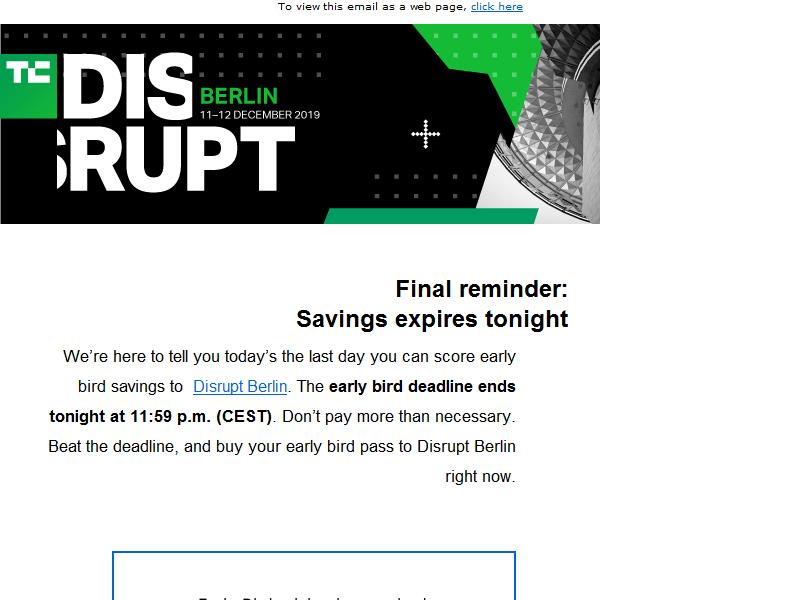 To view this email as a web page, click here
TC
DIS
BERLIN
11–12 DECEMBER 2019
SRUPT
Final reminder:
Savings expires tonight
We're here to tell you today's the last day you can score early
bird savings to Disrupt Berlin. The early bird deadline ends
tonight at 11:59 p.m. (CEST). Don't pay more than necessary.
Beat the deadline, and buy your early bird pass to Disrupt Berlin
right now.